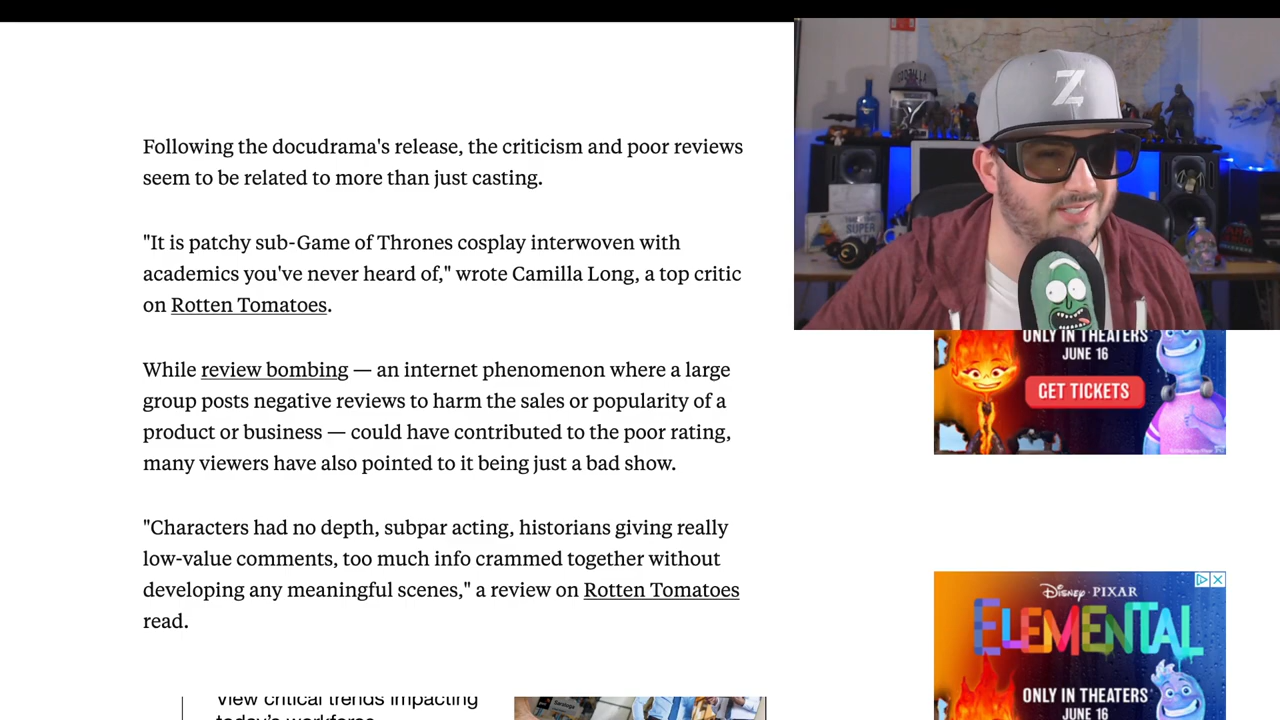 Following the docudrama's release, the criticism and poor reviews
seem to be related to more than just casting.
"It is patchy sub-Game of Thrones cosplay interwoven with
academics you've never heard of," wrote Camilla Long, a top critic
on Rotten Tomatoes.
While review bombing — an internet phenomenon where a large
group posts negative reviews to harm the sales or popularity of a
product or business — could have contributed to the poor rating,
many viewers have also pointed to it being just a bad show.
"Characters had no depth, subpar acting, historians giving really
low-value comments, too much info crammed together without
developing any meaningful scenes," a review on Rotten Tomatoes
read.
View critical trends impacting
today's workforce
Z
SUPER
ONLY IN THEATERS
JUNE 16
GET TICKETS
DISNEY · PIXAR
ELEMENTAL
ONLY IN THEATERS
JUNE 16